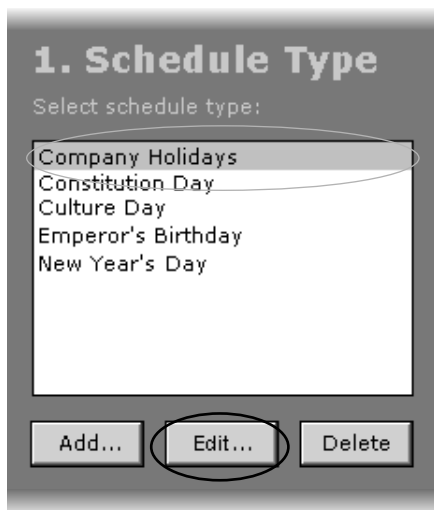 1. Schedule Type
Select schedule type:
Company Holidays
Constitution Day
Culture Day
Emperor's Birthday
New Year's Day
Add... Edit... Delete